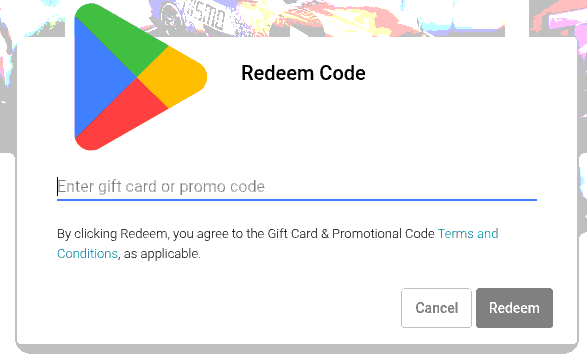 Redeem Code
Enter gift card or promo code
By clicking Redeem, you agree to the Gift Card & Promotional Code Terms and
Conditions, as applicable.
Cancel
Redeem